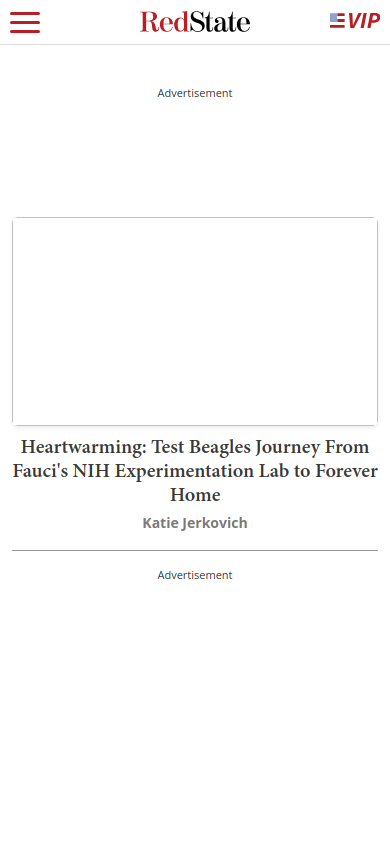 RedState
VIP
Advertisement
Heartwarming: Test Beagles Journey From
Fauci's NIH Experimentation Lab to Forever
Home
Katie Jerkovich
Advertisement